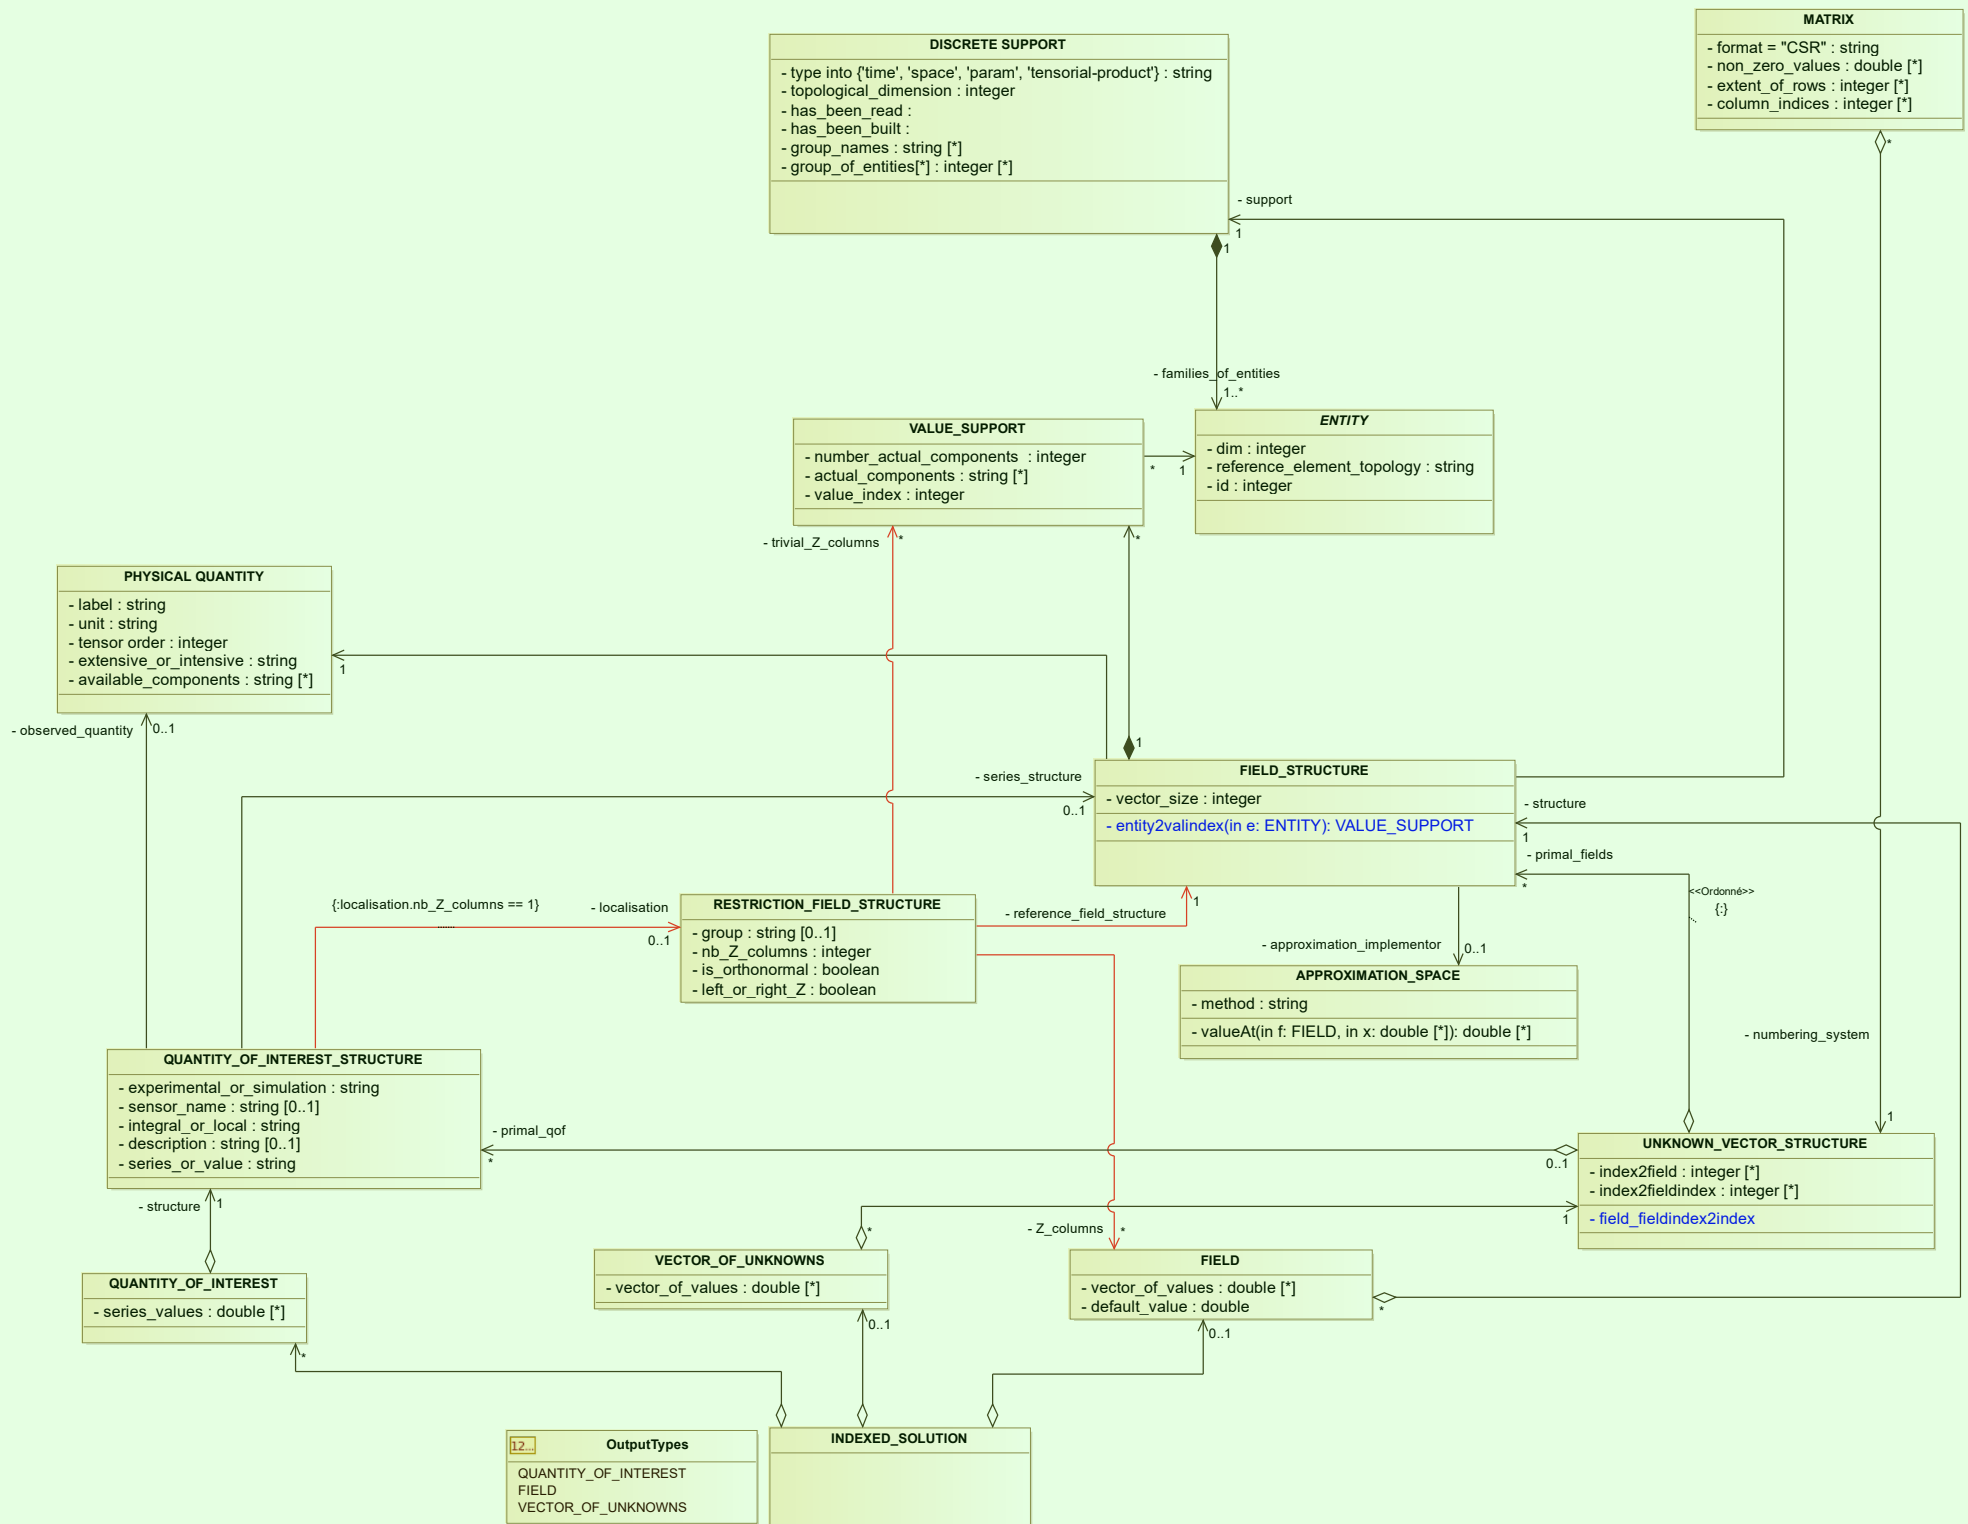 MATRIX
- format = "CSR" : string
- non_zero_values : double [*]
- extent_of_rows : integer [*]
- column_indices : integer [*]
*
DISCRETE SUPPORT
- type into {'time', 'space', 'param', 'tensorial-product'} : string
- topological_dimension : integer
- has_been_read :
- has_been_built :
- group_names : string [*]
- group_of_entities[*] : integer [*]
- support
1
1
- families_of_entities
1..*
VALUE_SUPPORT
- number_actual_components : integer
- actual_components : string [*]
- value_index : integer
*
1
ENTITY
- dim : integer
- reference_element_topology : string
- id : integer
- trivial_Z_columns
*
*
PHYSICAL QUANTITY
- label : string
- unit : string
- tensor order : integer
- extensive_or_intensive : string
- available_components : string [*]
1
- observed_quantity
0..1
1
- series_structure
0..1
FIELD_STRUCTURE
- vector_size : integer
- entity2valindex(in e: ENTITY): VALUE_SUPPORT
- structure
1
- primal_fields
*
<<Ordonné>>
{:}
{:localisation.nb_Z_columns == 1}
- localisation
0..1
RESTRICTION_FIELD_STRUCTURE
- group : string [0..1]
- nb_Z_columns : integer
- is_orthonormal : boolean
- left_or_right_Z : boolean
- reference_field_structure
1
- approximation_implementor
0..1
APPROXIMATION_SPACE
- method : string
- valueAt(in f: FIELD, in x: double [*]): double [*]
- numbering_system
1
QUANTITY_OF_INTEREST_STRUCTURE
- experimental_or_simulation : string
- sensor_name : string [0..1]
- integral_or_local : string
- description : string [0..1]
- series_or_value : string
- primal_qof
*
0..1
UNKNOWN_VECTOR_STRUCTURE
- index2field : integer [*]
- index2fieldindex : integer [*]
- field_fieldindex2index
1
- structure
1
*
- Z_columns
*
QUANTITY_OF_INTEREST
- series_values : double [*]
VECTOR_OF_UNKNOWNS
- vector_of_values : double [*]
FIELD
- vector_of_values : double [*]
- default_value : double
*
*
0..1
0..1
12...
OutputTypes
QUANTITY_OF_INTEREST
FIELD
VECTOR_OF_UNKNOWNS
INDEXED_SOLUTION